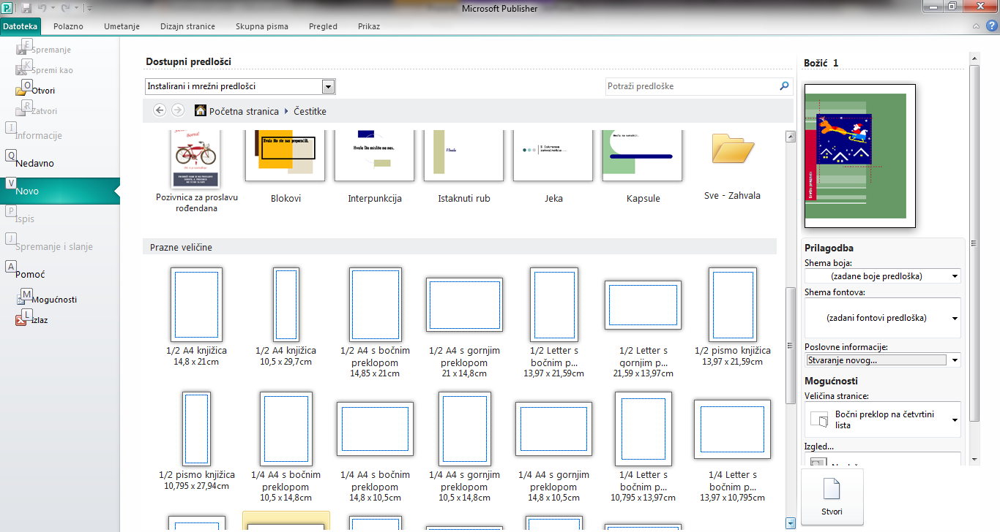 Microsoft Publisher
Datoteka Polazno Umetanje Dizajn stranice Skupna pisma Pregled Prikaz
E
Spremanje
K
Spremi kao
O
Otvori
R
Zatvori
I
Informacije
Q
Nedavno
V
Novo
P
Ispis
J
Spremanje i slanje
A
Pomoć
M
Mogućnosti
L
Izlaz
Dostupni predlošci
Instalirani i mrežni predlošci
Potraži predloške
Početna stranica Čestitke
Hvala što ste nas preporučili.
Hvala što mislite na nas.
Hvala
S iskrenom
zahvalnošću...
Hvala na zabavi.
Pozivnica za proslavu
rođendana
Blokovi
Interpunkcija
Istaknuti rub
Jeka
Kapsule
Sve - Zahvala
Prazne veličine
1/2 A4 knjižica
14,8 x 21cm
1/2 A4 knjižica
10,5 x 29,7cm
1/2 A4 s bočnim
preklopom
14,85 x 21cm
1/2 A4 s gornjim
preklopom
21 x 14,8cm
1/2 Letter s
bočnim p...
13,97 x 21,59cm
1/2 Letter s
gornjim p...
21,59 x 13,97cm
1/2 pismo knjižica
13,97 x 21,59cm
1/2 pismo knjižica
10,795 x 27,94cm
1/4 A4 s bočnim
preklopom
10,5 x 14,8cm
1/4 A4 s bočnim
preklopom
14,8 x 10,5cm
1/4 A4 s gornjim
preklopom
10,5 x 14,8cm
1/4 A4 s gornjim
preklopom
14,8 x 10,5cm
1/4 Letter s
bočnim p...
10,795 x 13,97cm
1/4 Letter s
bočnim p...
13,97 x 10,795cm
Božić 1
Sretni praznici
Prilagodba
Shema boja:
(zadane boje predloška)
Shema fontova:
(zadani fontovi predloška)
Poslovne informacije:
Stvaranje novog...
Mogućnosti
Veličina stranice:
Bočni preklop na četvrtini
lista
Izgled...
Stvori